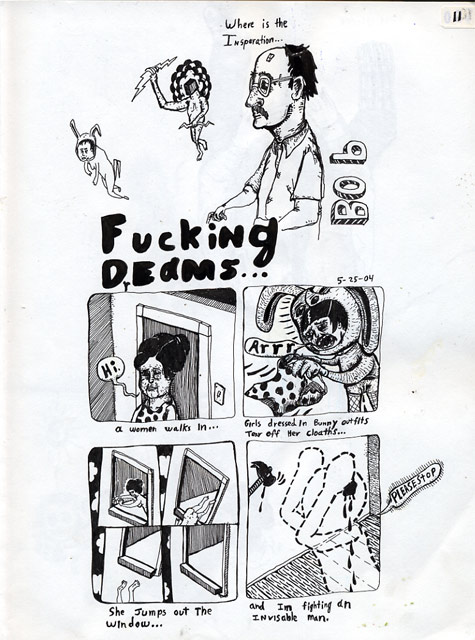 Where is the
Insperation...
11
BOb
Fucking
DrEAMS...
5-25-04
Hi.
Arrr
a women walks In...
Girls dressed In Bunny outfits
Tear off Her cloaths...
PLEASE STOP
She Jumps out The
Window...
and Im fighting an
Invisable man.